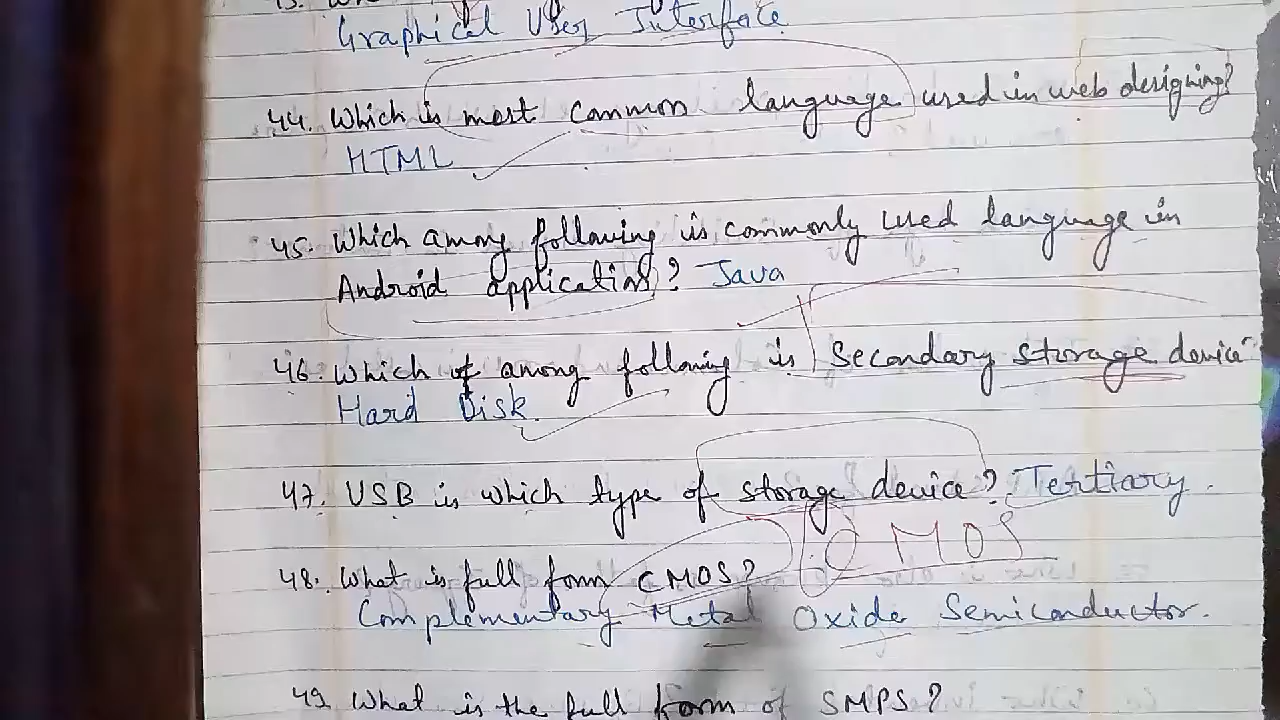 Graphical User Interface
44. Which is most common language used in web designing?
HTML
45. Which among following is commonly used language in
Android applications? Java
46. Which of among following is Secondary storage device
Hard Disk
47. USB is which type of storage device? Tertiary.
CMOS
48. What is full form CMOS?
Complementary Metal Oxide Semiconductor.
49. What is the full form of SMPS?